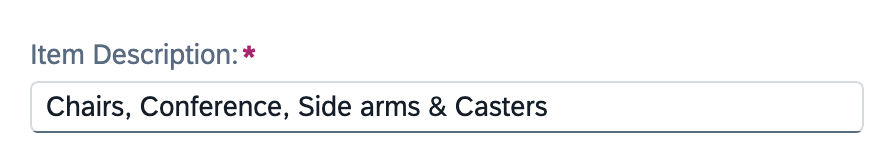 Item Description:*
Chairs, Conference, Side arms & Casters